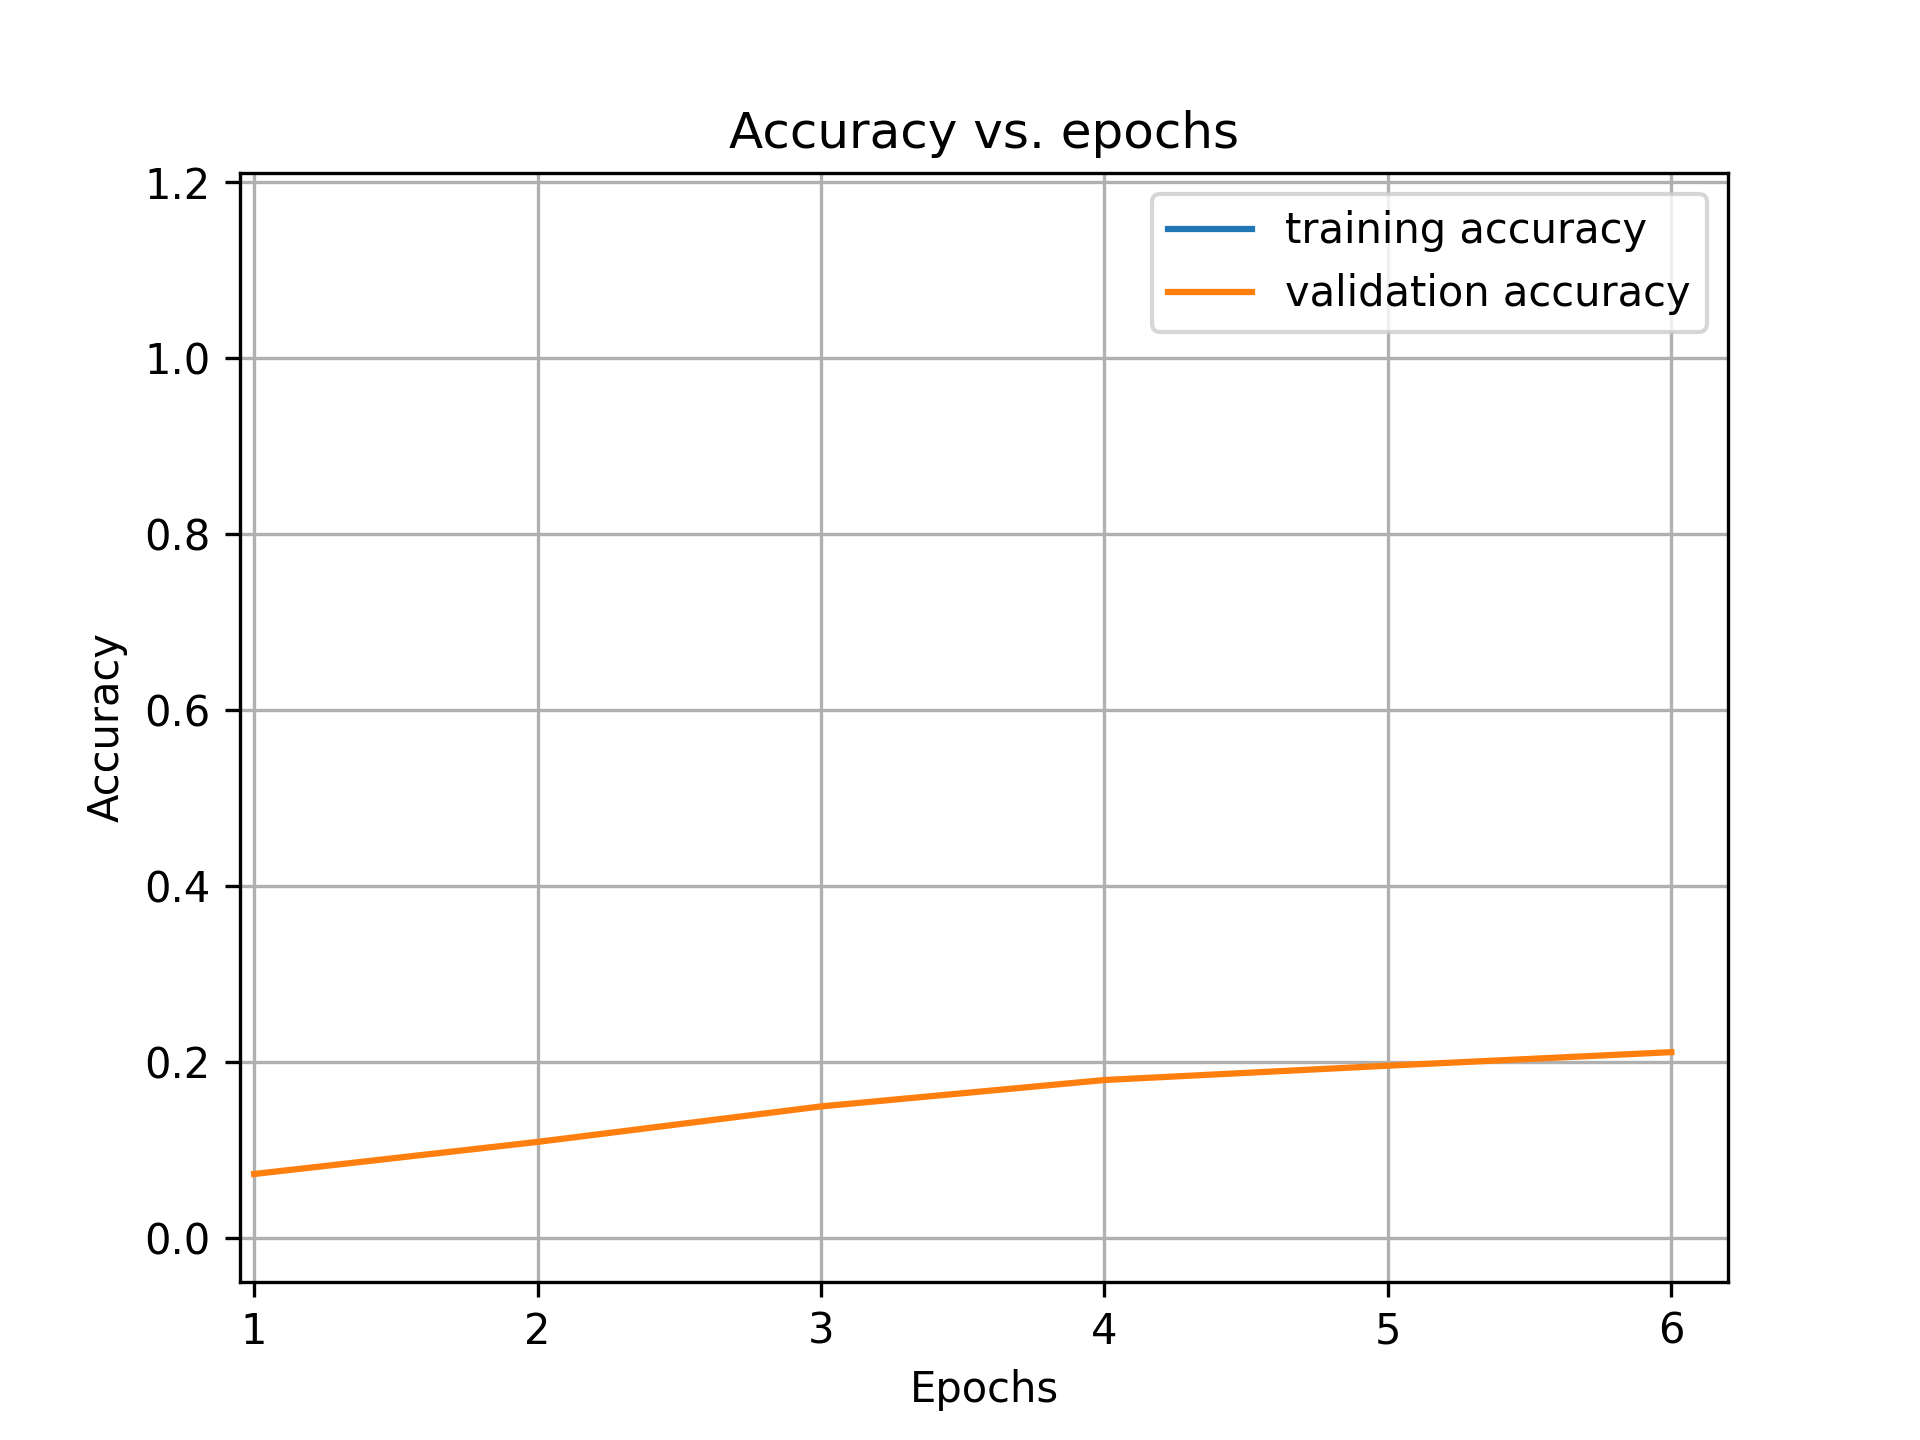 Accuracy vs. epochs
training accuracy
validation accuracy
Accuracy
1.2
1.0
0.8
0.6
0.4
0.2
0.0
1 2 3 4 5 6
Epochs